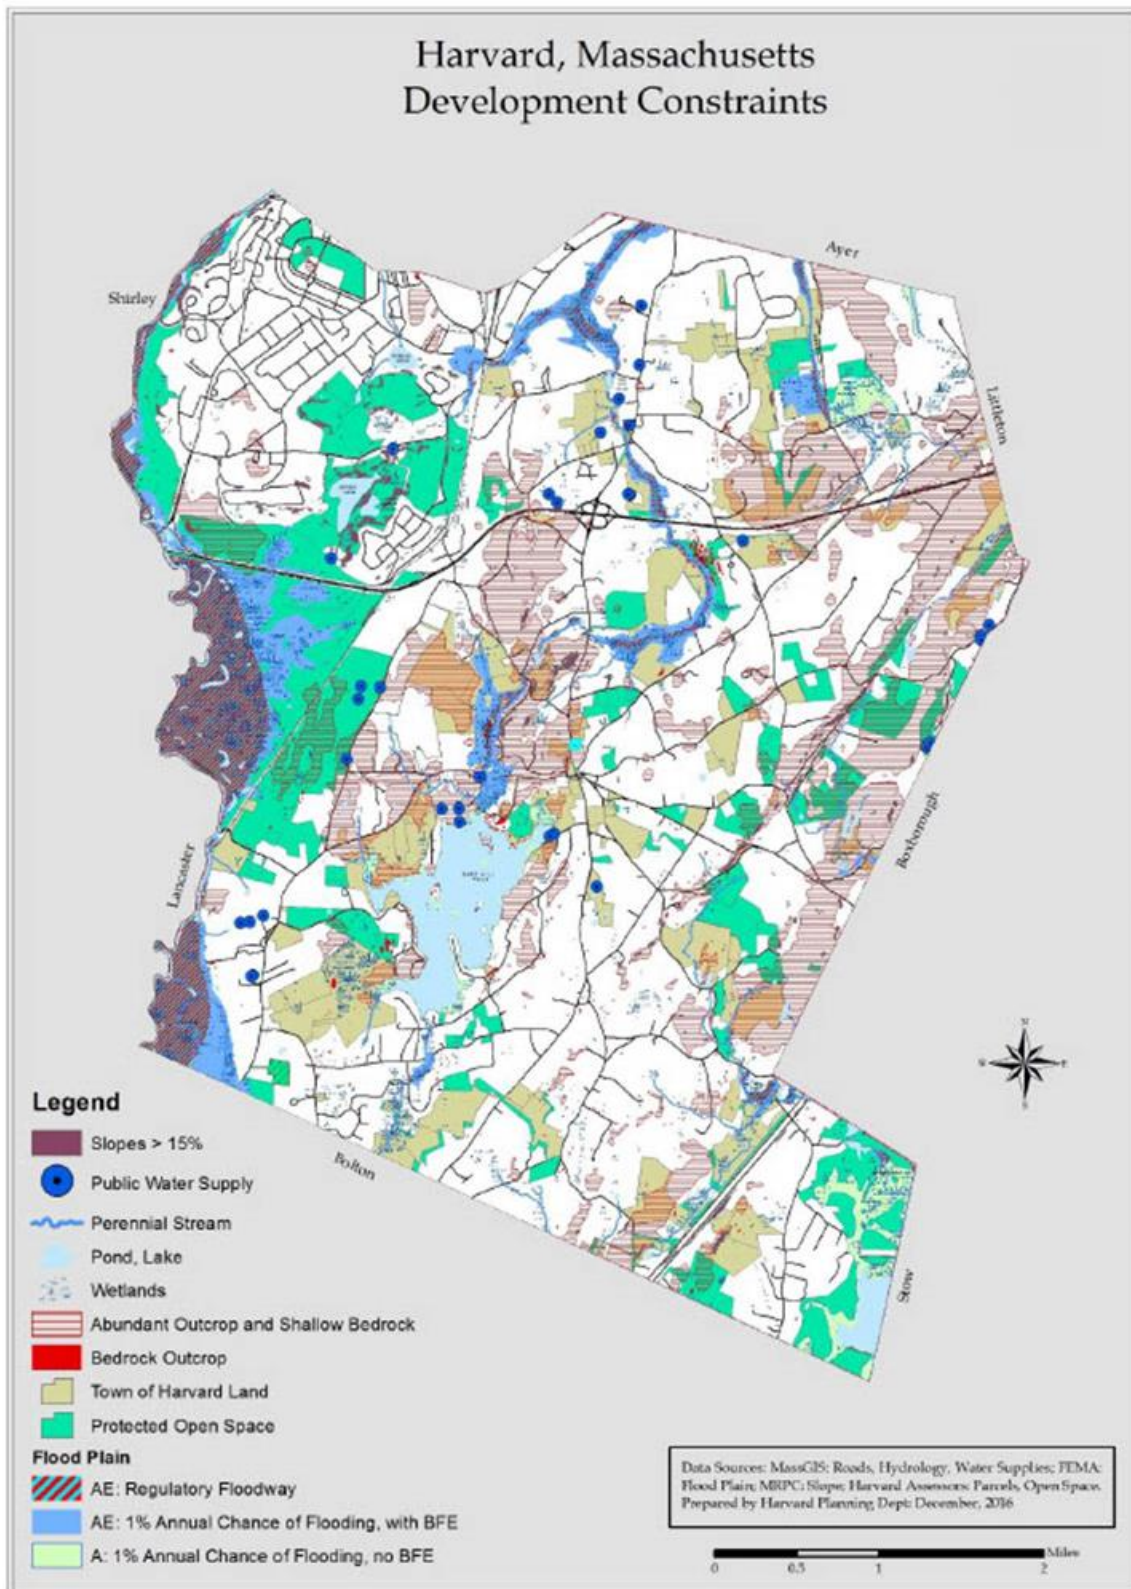 Harvard, Massachusetts
Development Constraints
Ayer
Shirley
Littleton
Lancaster
Boxborough
Bolton
Stow
N
W
E
S
Legend
Slopes > 15%
Public Water Supply
Perennial Stream
Pond, Lake
Wetlands
Abundant Outcrop and Shallow Bedrock
Bedrock Outcrop
Town of Harvard Land
Protected Open Space
Flood Plain
AE: Regulatory Floodway
AE: 1% Annual Chance of Flooding, with BFE
A: 1% Annual Chance of Flooding, no BFE
Data Sources: MassGIS: Roads, Hydrology, Water Supplies; FEMA:
Flood Plain; MRPC: Slope; Harvard Assessors: Parcels, Open Space.
Prepared by Harvard Planning Dept: December, 2016
Miles
0 0.5 1 2